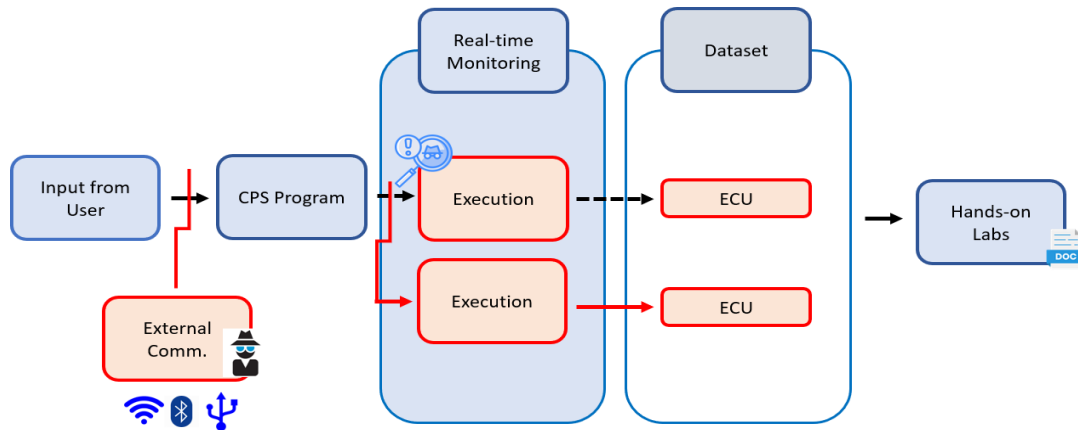 Real-time
Monitoring
Dataset
Input from
User
CPS Program
Execution
ECU
Hands-on
Labs
DOC
Execution
ECU
External
Comm.